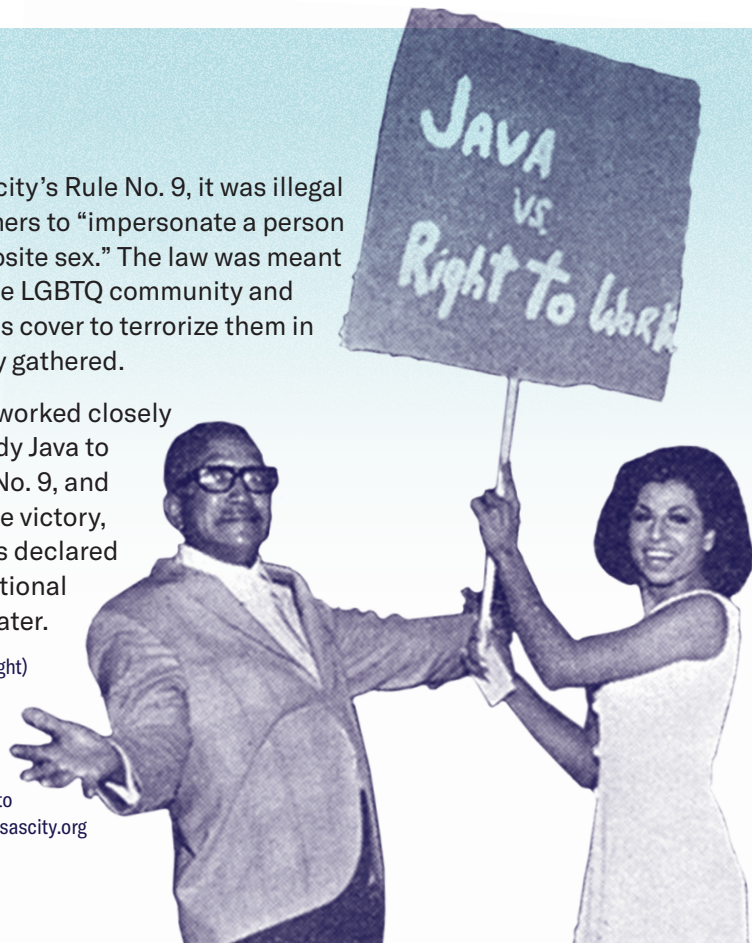 city’s Rule No. 9, it was illegal
ners to “impersonate a person
posite sex.” The law was meant
e LGBTQ community and
s cover to terrorize them in
y gathered.
worked closely
dy Java to
No. 9, and
e victory,
s declared
tional
ater.
ght)
to
sascity.org
JAVA
vs.
Right to Work